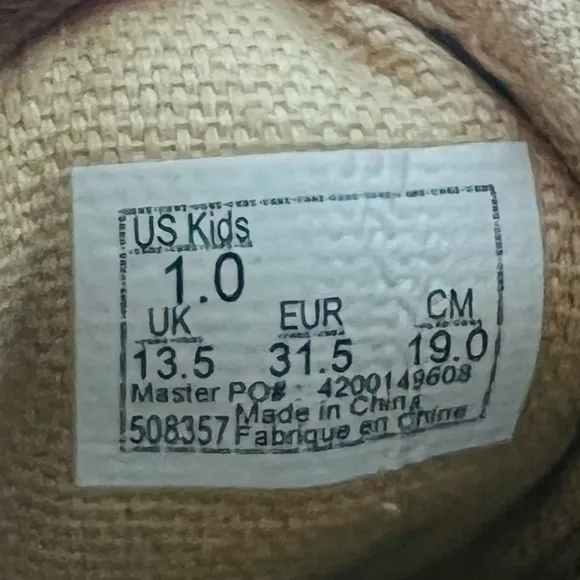 US Kids
1.0
UK EUR CM
13.5 31.5 19.0
Master PO# : 4200149608
Made in China
508357 Fabrique en Chine